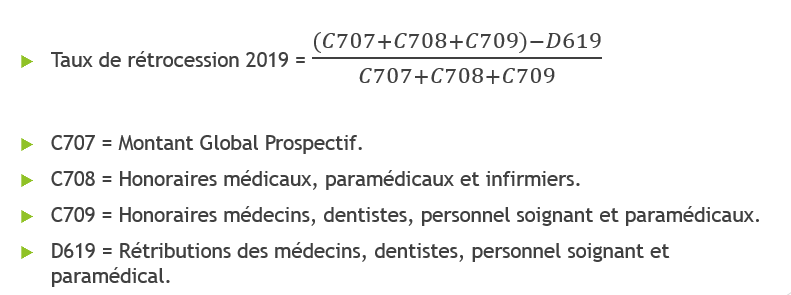 Taux de rétrocession 2019 = (C707+C708+C709)−D619
C707+C708+C709
C707 = Montant Global Prospectif.
C708 = Honoraires médicaux, paramédicaux et infirmiers.
C709 = Honoraires médecins, dentistes, personnel soignant et paramédicaux.
D619 = Rétributions des médecins, dentistes, personnel soignant et
paramédical.